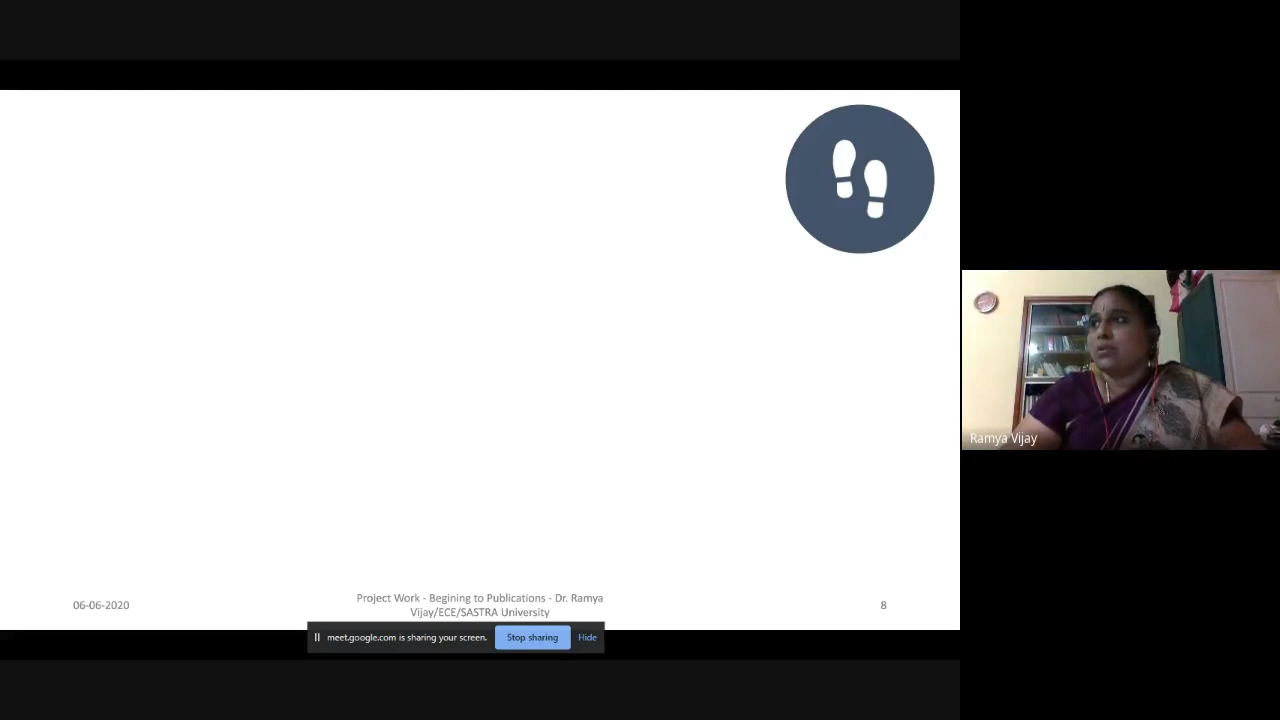 Ramya Vijay
06-06-2020
Project Work - Begining to Publications - Dr. Ramya
Vijay/ECE/SASTRA University
8
meet.google.com is sharing your screen.
Stop sharing
Hide